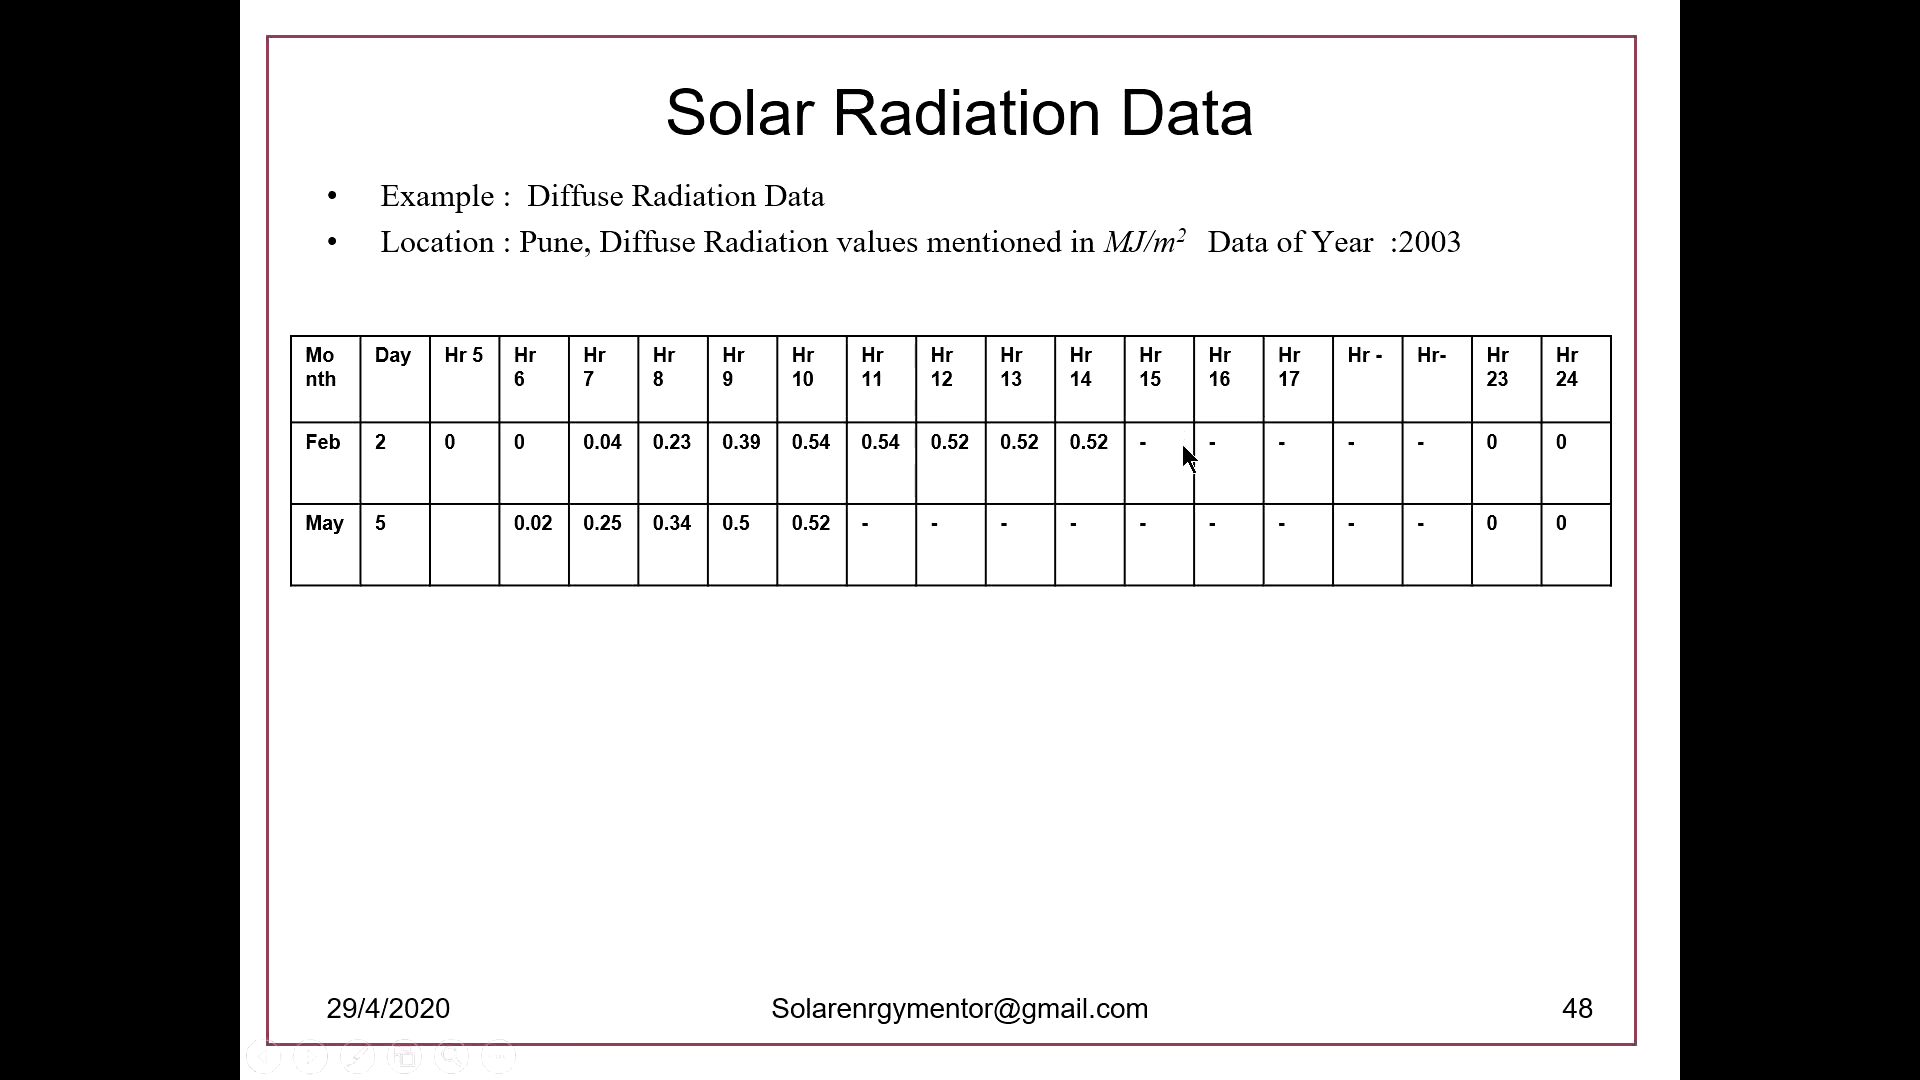 Solar Radiation Data
• Example : Diffuse Radiation Data
• Location : Pune, Diffuse Radiation values mentioned in MJ/m² Data of Year :2003
Mo nth Day Hr 5 Hr 6 Hr 7 Hr 8 Hr 9 Hr 10 Hr 11 Hr 12 Hr 13 Hr 14 Hr 15 Hr 16 Hr 17 Hr - Hr- Hr 23 Hr 24
Feb 2 0 0 0.04 0.23 0.39 0.54 0.54 0.52 0.52 0.52 - - - - - 0 0
May 5 0.02 0.25 0.34 0.5 0.52 - - - - - - - - - 0 0
29/4/2020 Solarenrgymentor@gmail.com 48